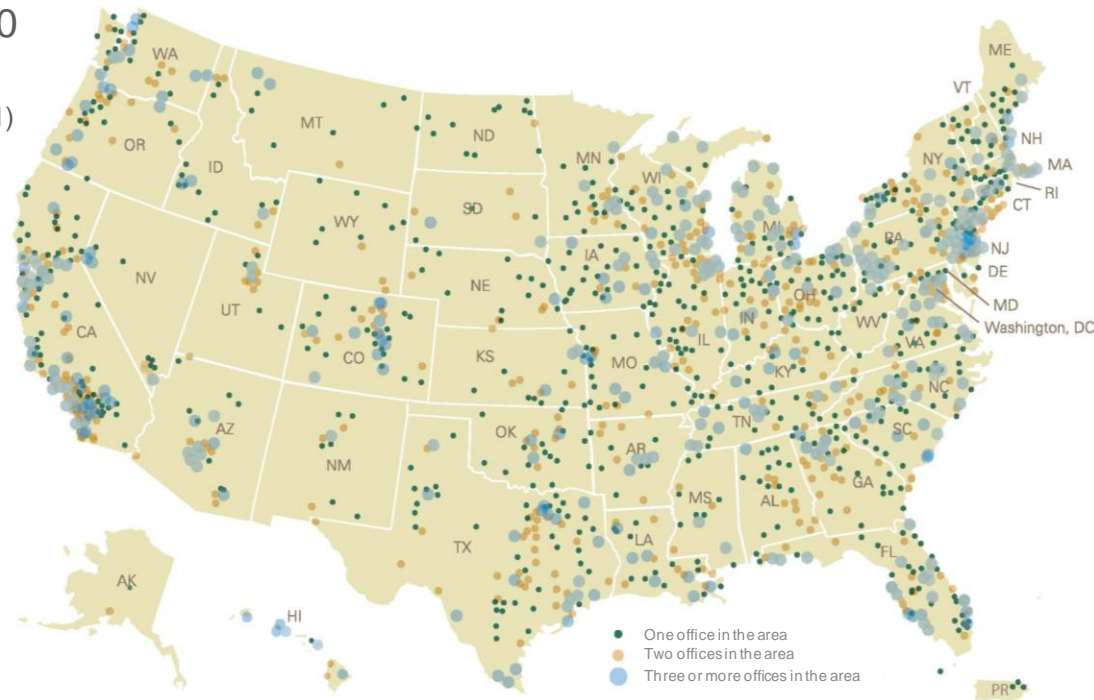 0
)
WA
MT
ND
MN
ME
VT
NH
OR
ID
WI
NY
MA
RI
SD
CT
WY
MI
PA
NJ
IA
DE
NV
NE
OH
MD
UT
IN
WV
Washington, DC
CA
IL
CO
KS
MO
VA
KY
NC
AZ
OK
TN
SC
NM
AR
GA
MS
AL
TX
LA
FL
AK
HI
One office in the area
Two offices in the area
Three or more offices in the area
PR